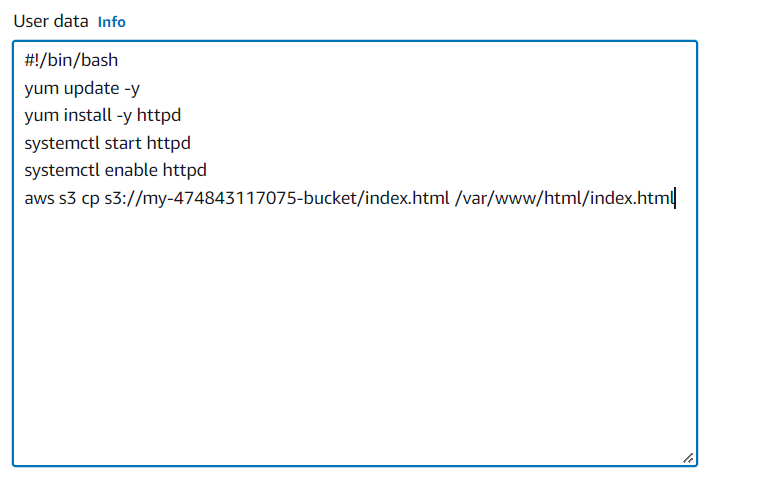 User data Info
#!/bin/bash
yum update -y
yum install -y httpd
systemctl start httpd
systemctl enable httpd
aws s3 cp s3://my-474843117075-bucket/index.html /var/www/html/index.html